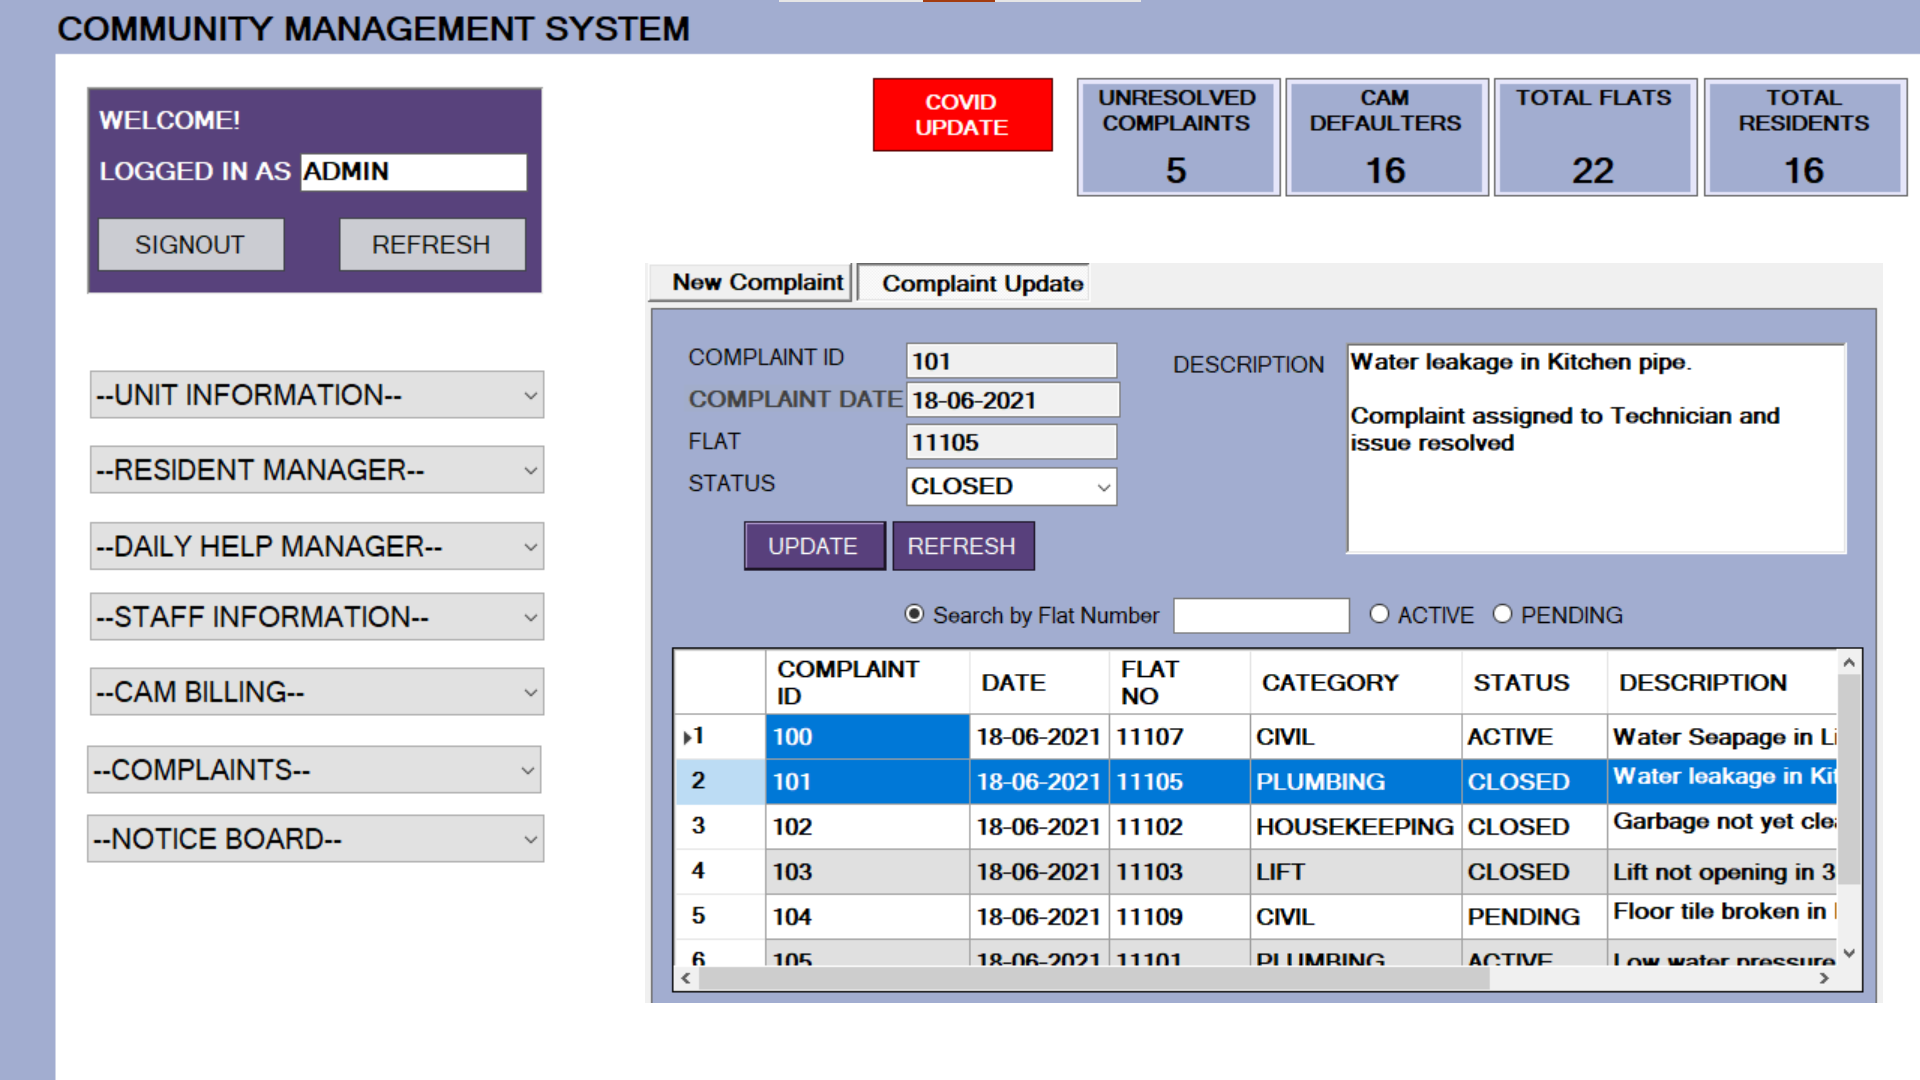 COMMUNITY MANAGEMENT SYSTEM
WELCOME!
LOGGED IN AS ADMIN
SIGNOUT REFRESH
COVID
UPDATE
UNRESOLVED
COMPLAINTS
5
CAM
DEFAULTERS
16
TOTAL FLATS
22
TOTAL
RESIDENTS
16
--UNIT INFORMATION--
--RESIDENT MANAGER--
--DAILY HELP MANAGER--
--STAFF INFORMATION--
--CAM BILLING--
--COMPLAINTS--
--NOTICE BOARD--
New Complaint Complaint Update
COMPLAINT ID 101
COMPLAINT DATE 18-06-2021
FLAT 11105
STATUS CLOSED
UPDATE REFRESH
DESCRIPTION
Water leakage in Kitchen pipe.
Complaint assigned to Technician and
issue resolved
Search by Flat Number ACTIVE PENDING
COMPLAINT ID DATE FLAT NO CATEGORY STATUS DESCRIPTION
1 100 18-06-2021 11107 CIVIL ACTIVE Water Seapage in Li
2 101 18-06-2021 11105 PLUMBING CLOSED Water leakage in Kit
3 102 18-06-2021 11102 HOUSEKEEPING CLOSED Garbage not yet cle
4 103 18-06-2021 11103 LIFT CLOSED Lift not opening in 3
5 104 18-06-2021 11109 CIVIL PENDING Floor tile broken in
6 105 18-06-2021 11101 PLUMBING ACTIVE Low water pressure